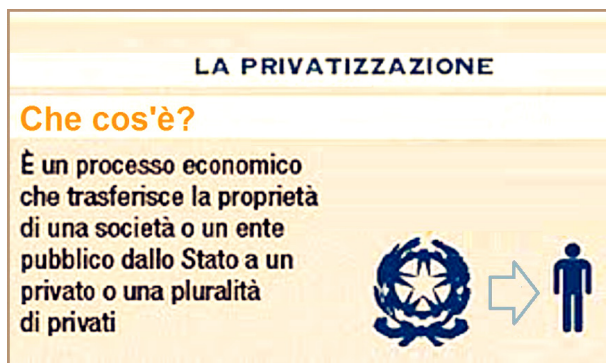 LA PRIVATIZZAZIONE
Che cos'è?
È un processo economico
che trasferisce la proprietà
di una società o un ente
pubblico dallo Stato a un
privato o una pluralità
di privati